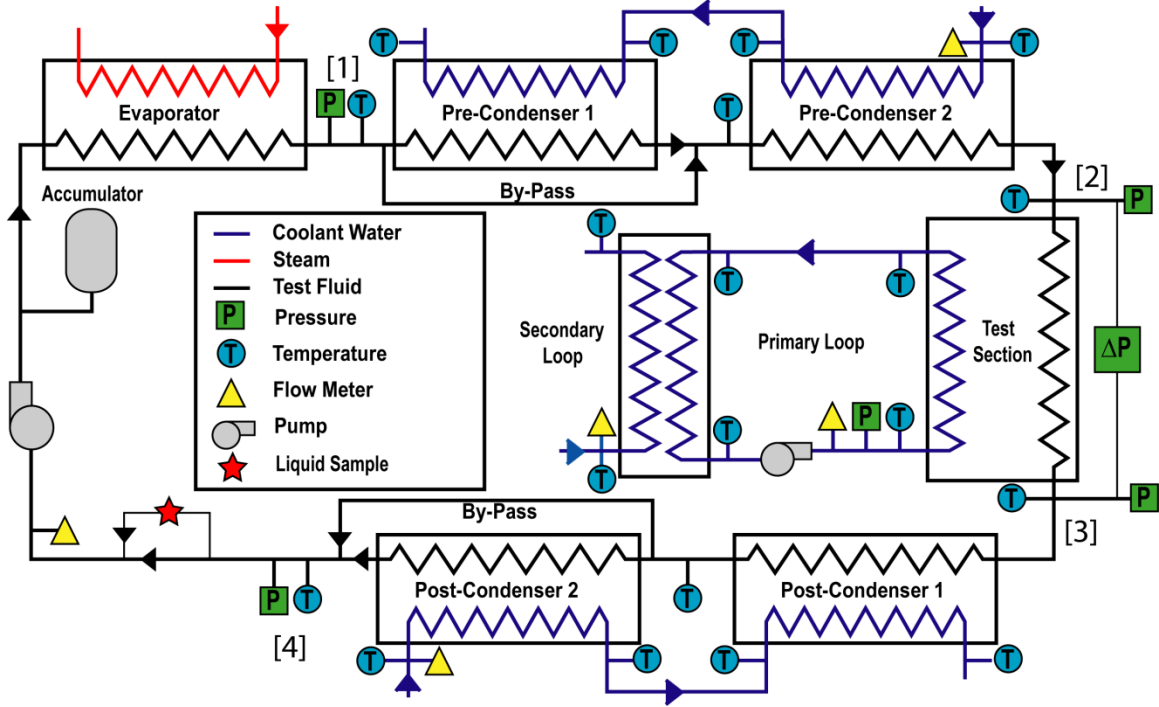 T
T
T
T
T
[1]
P
T
Evaporator
Pre-Condenser 1
T
Pre-Condenser 2
By-Pass
[2]
T
P
Accumulator
Coolant Water
Steam
Test Fluid
P
Pressure
T
Temperature
Flow Meter
Pump
Liquid Sample
T
T
T
Secondary
Loop
Primary Loop
Test
Section
ΔP
T
P
T
T
T
P
[3]
By-Pass
P
T
[4]
Post-Condenser 2
T
Post-Condenser 1
T
T
T
T